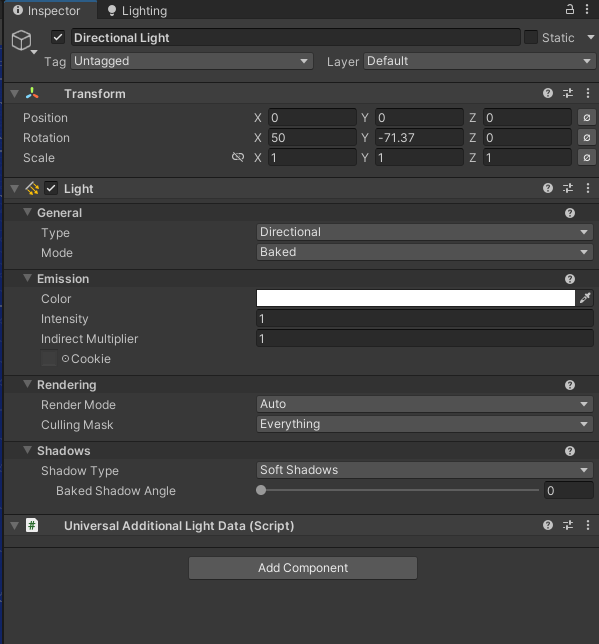 Inspector Lighting
Directional Light Static
Tag Untagged Layer Default
Transform
Position X 0 Y 0 Z 0
Rotation X 50 Y -71.37 Z 0
Scale X 1 Y 1 Z 1
Light
General
Type Directional
Mode Baked
Emission
Color
Intensity 1
Indirect Multiplier 1
Cookie
Rendering
Render Mode Auto
Culling Mask Everything
Shadows
Shadow Type Soft Shadows
Baked Shadow Angle 0
# Universal Additional Light Data (Script)
Add Component